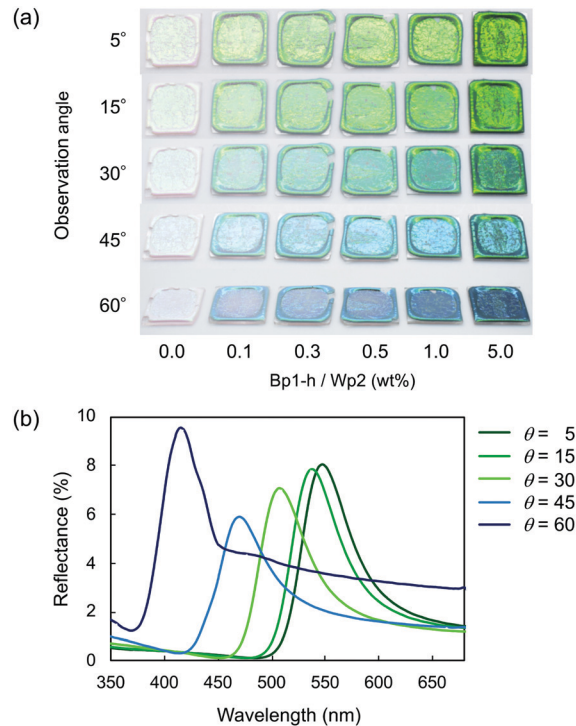 (a)
Observation angle
5°
15°
30°
45°
60°
0.0 0.1 0.3 0.5 1.0 5.0
Bp1-h / Wp2 (wt%)
(b)
Reflectance (%)
10
8
6
4
2
0
350 400 450 500 550 600 650
Wavelength (nm)
θ = 5
θ = 15
θ = 30
θ = 45
θ = 60